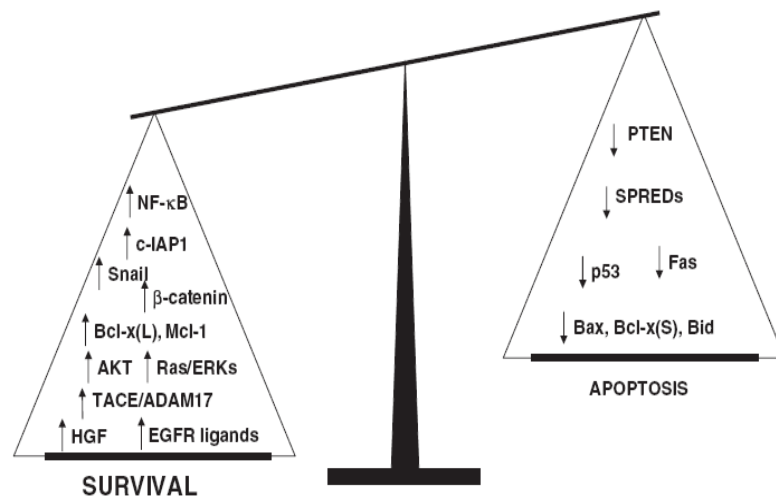 ↑ NF-κB
↑ c-IAP1
↑ Snail
↑ β-catenin
↑ Bcl-x(L), Mcl-1
↑ AKT ↑ Ras/ERKs
↑ TACE/ADAM17
↑ HGF ↑ EGFR ligands
SURVIVAL
↓ PTEN
↓ SPREDs
↓ p53 ↓ Fas
↓ Bax, Bcl-x(S), Bid
APOPTOSIS